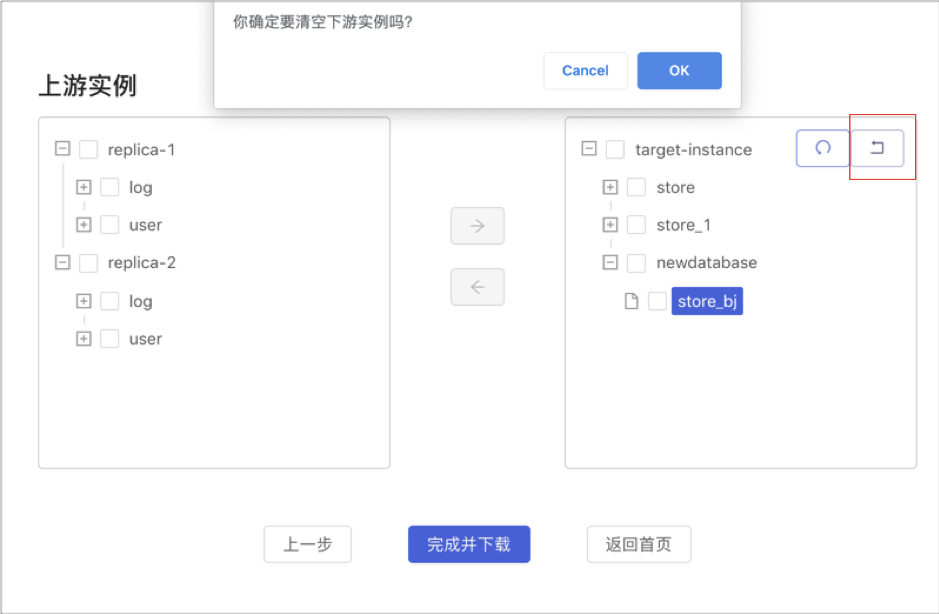 你确定要清空下游实例吗?
Cancel
OK
上游实例
replica-1
log
user
replica-2
log
user
target-instance
store
store_1
newdatabase
store_bj
上一步
完成并下载
返回首页